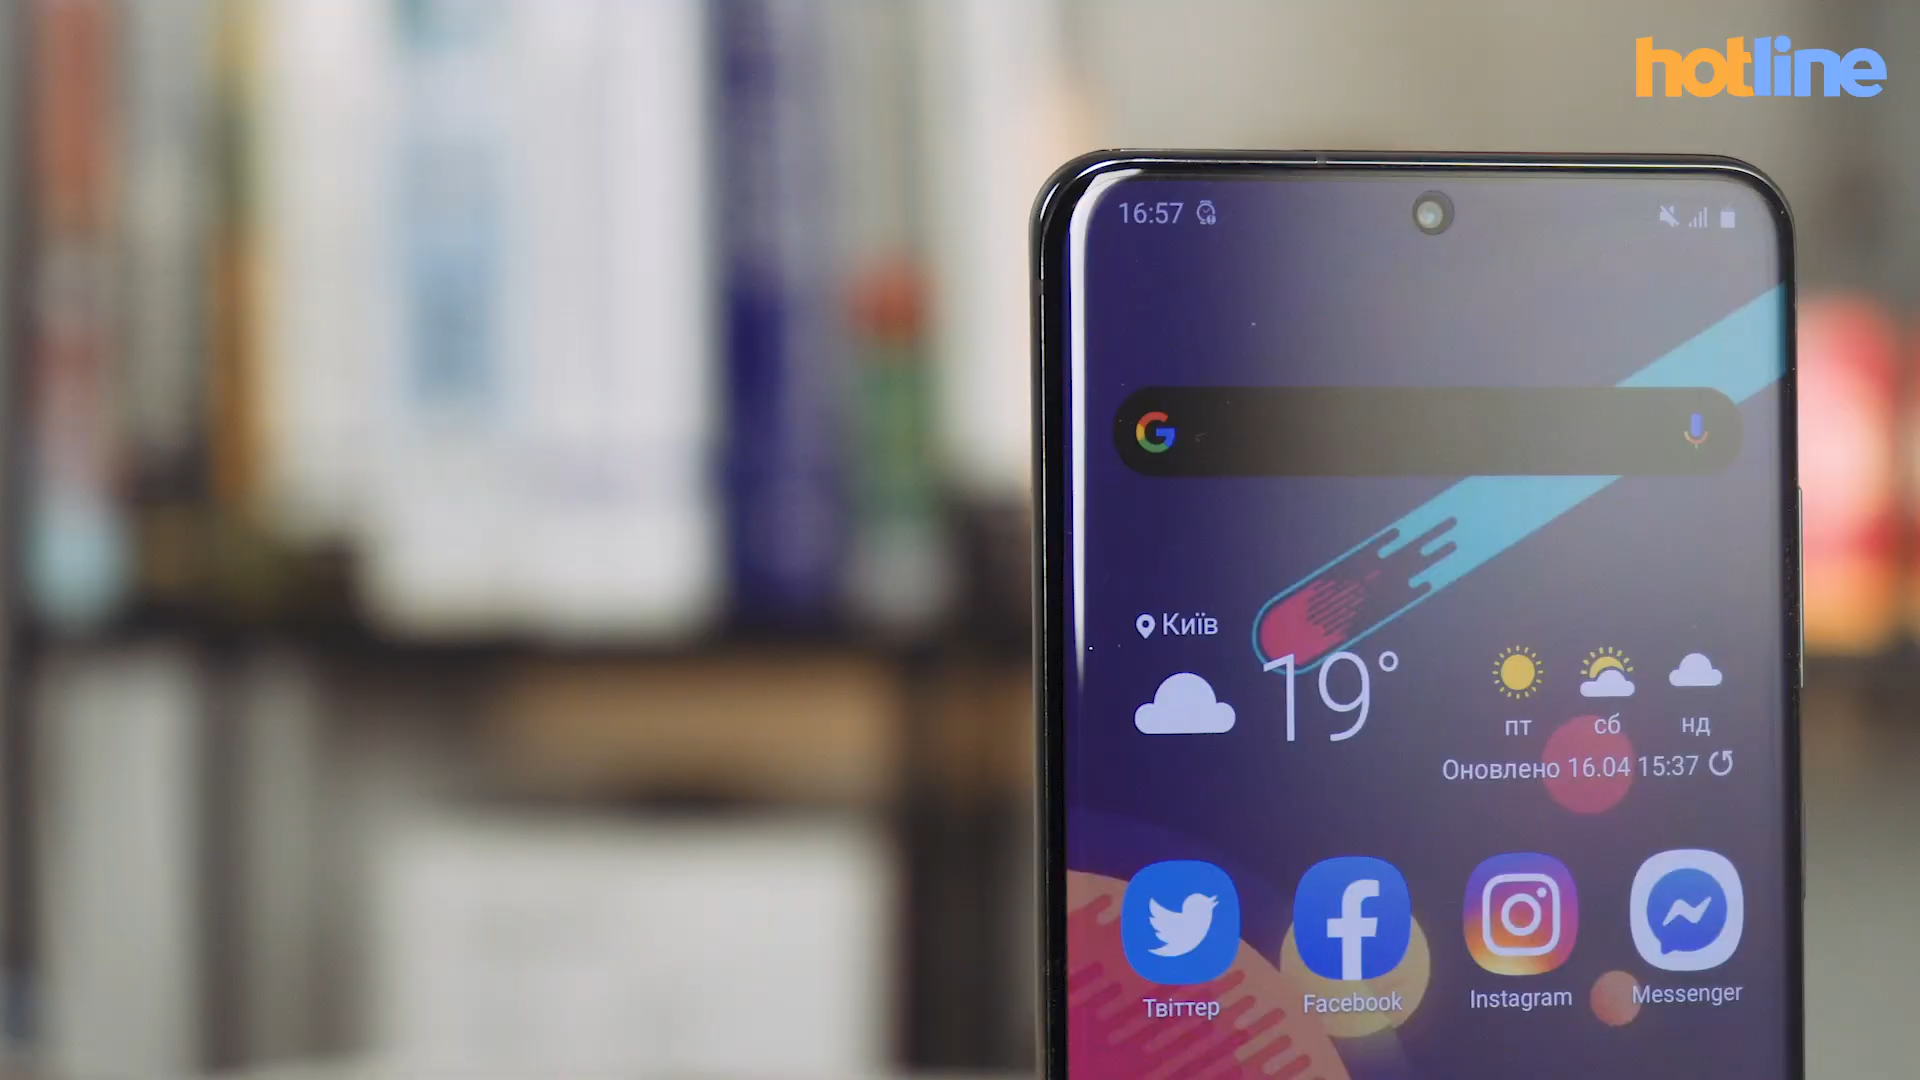 hotline
16:57
Київ
19°
пт сб нд
Оновлено 16.04 15:37
Твіттер Facebook Instagram Messenger